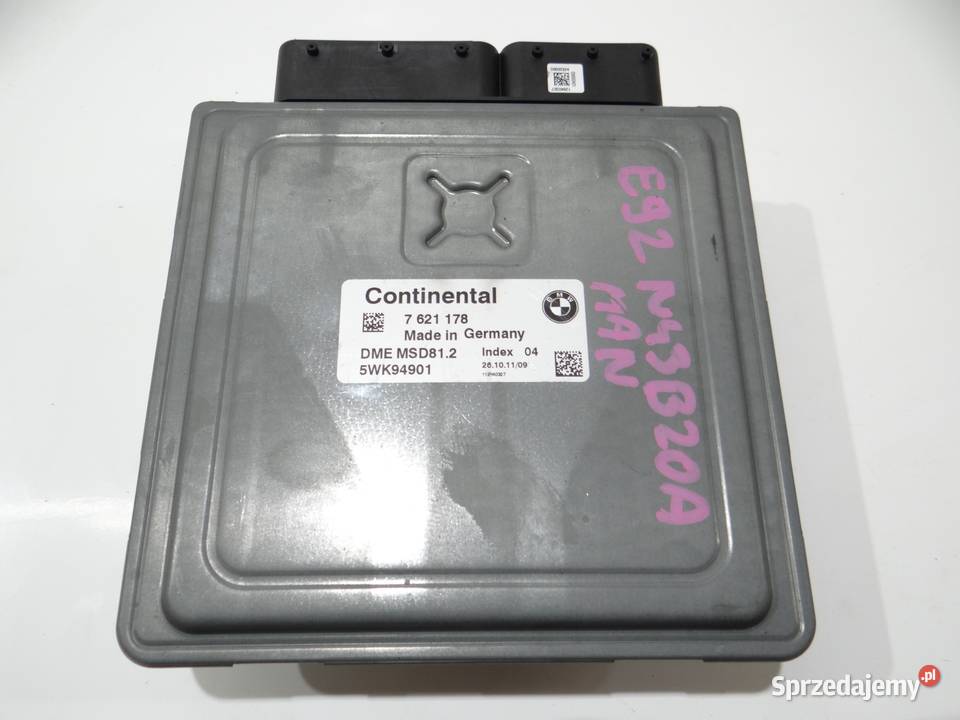 Continental
7 621 178
Made in Germany
DME MSD81.2 Index 04
5WK94901 26.10.11/09
E92 N43B20A
MAN
BMW
Sprzedajemy.pl